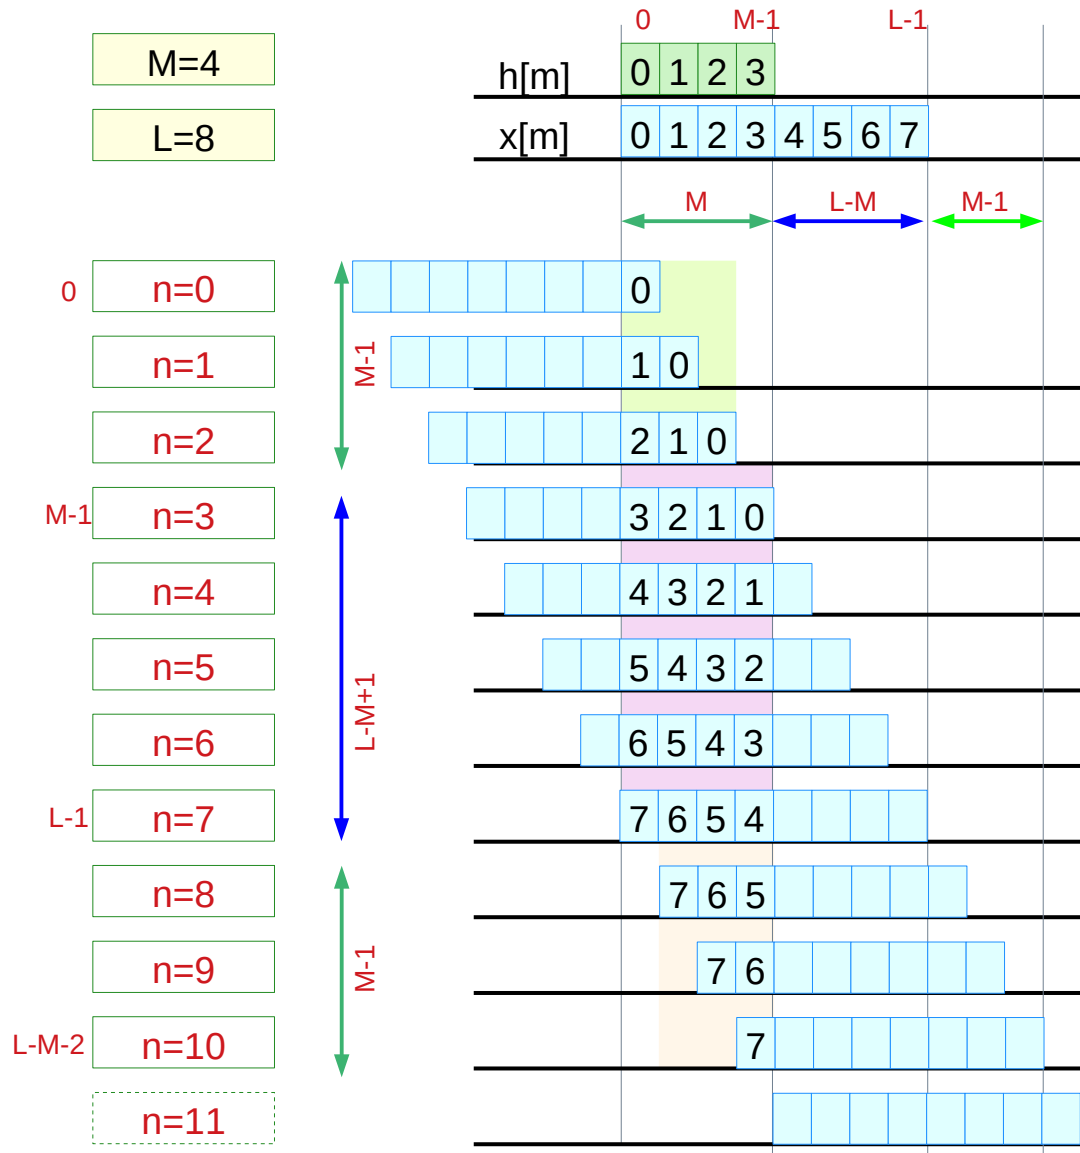 0 M-1 L-1
M=4 h[m] 0 1 2 3
L=8 x[m] 0 1 2 3 4 5 6 7
M L-M M-1
0 n=0 0
n=1 1 0
M-1
n=2 2 1 0
M-1 n=3 3 2 1 0
n=4 4 3 2 1
n=5 5 4 3 2
L-M+1
n=6 6 5 4 3
L-1 n=7 7 6 5 4
n=8 7 6 5
M-1
n=9 7 6
L-M-2 n=10 7
n=11